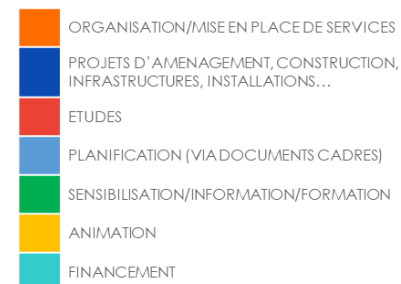 ORGANISATION/MISE EN PLACE DE SERVICES
PROJETS D'AMENAGEMENT, CONSTRUCTION,
INFRASTRUCTURES, INSTALLATIONS...
ETUDES
PLANIFICATION (VIA DOCUMENTS CADRES)
SENSIBILISATION/INFORMATION/FORMATION
ANIMATION
FINANCEMENT